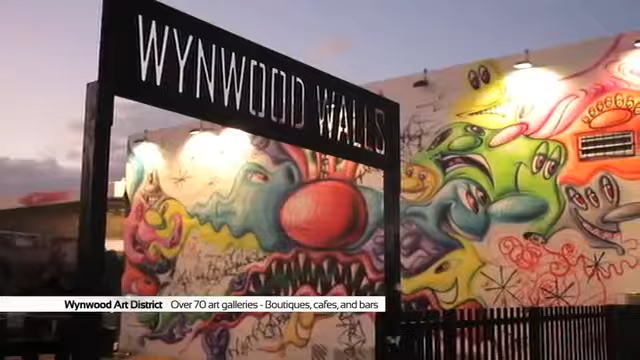 WYNWOOD WALLS
Wynwood Art District Over 70 art galleries - Boutiques, cafes, and bars